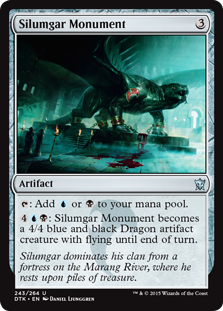 Silumgar Monument 3
Artifact
T: Add U or B to your mana pool.
4 U B: Silumgar Monument becomes
a 4/4 blue and black Dragon artifact
creature with flying until end of turn.
Silumgar dominates his clan from a
fortress on the Marang River, where he
rests upon piles of treasure.
243/264 U
DTK • EN DANIEL LJUNGGREN
™ & © 2015 Wizards of the Coast